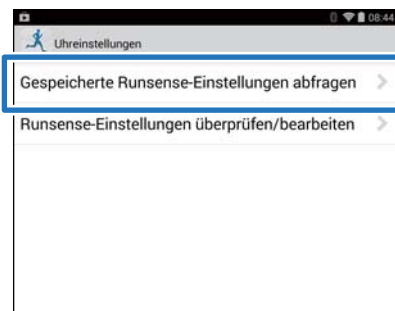 08:44
Uhreinstellungen
Gespeicherte Runsense-Einstellungen abfragen
Runsense-Einstellungen überprüfen/bearbeiten